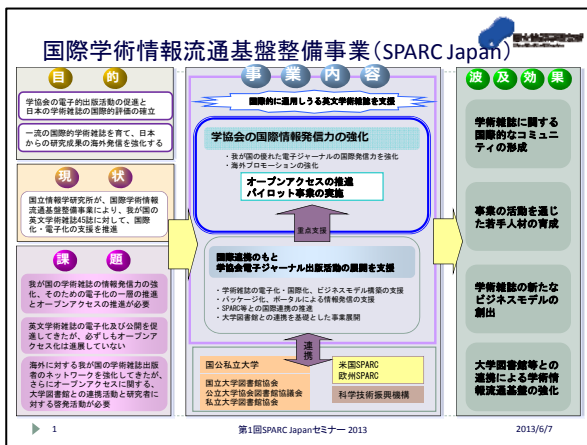 国際学術情報流通基盤整備事業(SPARC Japan)
目 的
学協会の電子的出版活動の促進と
日本の学術雑誌の国際的評価の確立
一流の国際的学術雑誌を育て、日本
からの研究成果の海外発信を強化する
現 状
国立情報学研究所が、国際学術情報
流通基盤整備事業により、我が国の
英文学術雑誌45誌に対して、国際
化・電子化の支援を推進
課 題
我が国の学術雑誌の情報発信力の強
化、そのための電子化の一層の推進
とオープンアクセスの推進が必要
英文学術雑誌の電子化及び公開を促
進してきたが、必ずしもオープンアク
セス化は進展していない
海外に対する我が国の学術雑誌出版
者のネットワークを強化してきたが、
さらにオープンアクセスに関する、
大学図書館との連携活動と研究者に
対する啓発活動が必要
事 業 内 容
国際的に通用しうる英文学術雑誌を支援
学協会の国際情報発信力の強化
・我が国の優れた電子ジャーナルの国際発信力を強化
・海外プロモーションの強化
オープンアクセスの推進
パイロット事業の実施
重点支援
国際連携のもと
学協会電子ジャーナル出版活動の展開を支援
・学術雑誌の電子化・国際化、ビジネスモデル構築の支援
・パッケージ化、ポータルによる情報発信の支援
・SPARC等との国際連携の推進
・大学図書館との連携を基礎とした事業展開
連携
国公私立大学
国立大学図書館協会
公立大学協会図書館協議会
私立大学図書館協会
米国SPARC
欧州SPARC
科学技術振興機構
波 及 効 果
学術雑誌に関する
国際的なコミュニ
ティの形成
事業の活動を通じ
た若手人材の育成
学術雑誌の新たな
ビジネスモデルの
創出
大学図書館等との
連携による学術情
報流通基盤の強化
1
第1回SPARC Japanセミナー 2013
2013/6/7